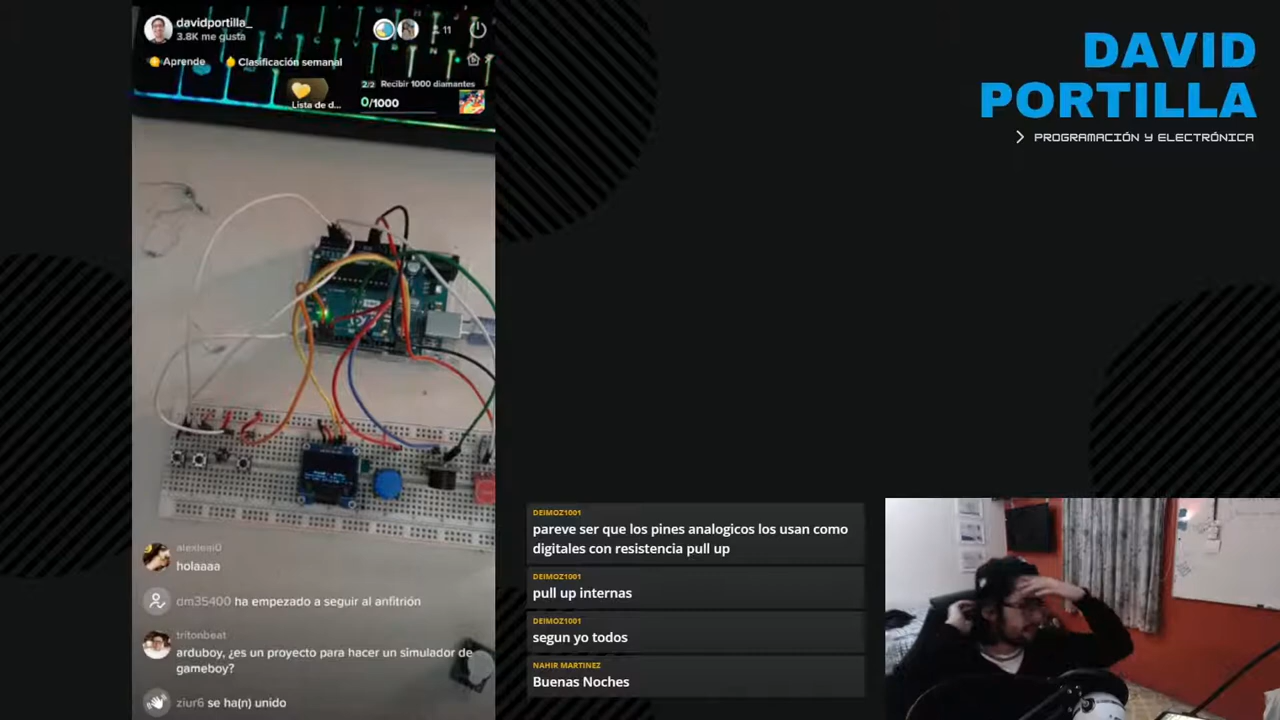 davidportilla_
3.8K me gusta
11
Aprende
Clasificación semanal
Lista de d...
2/2 Recibir 1000 diamantes
0/1000
alexleal0
holaaaa
dm35400 ha empezado a seguir al anfitrión
tritonbeat
arduboy, ¿es un proyecto para hacer un simulador de
gameboy?
ziur6 se ha(n) unido
DAVID
PORTILLA
PROGRAMACIÓN Y ELECTRÓNICA
DEIMOZ1001
pareve ser que los pines analogicos los usan como
digitales con resistencia pull up
DEIMOZ1001
pull up internas
DEIMOZ1001
segun yo todos
NAHIR MARTINEZ
Buenas Noches